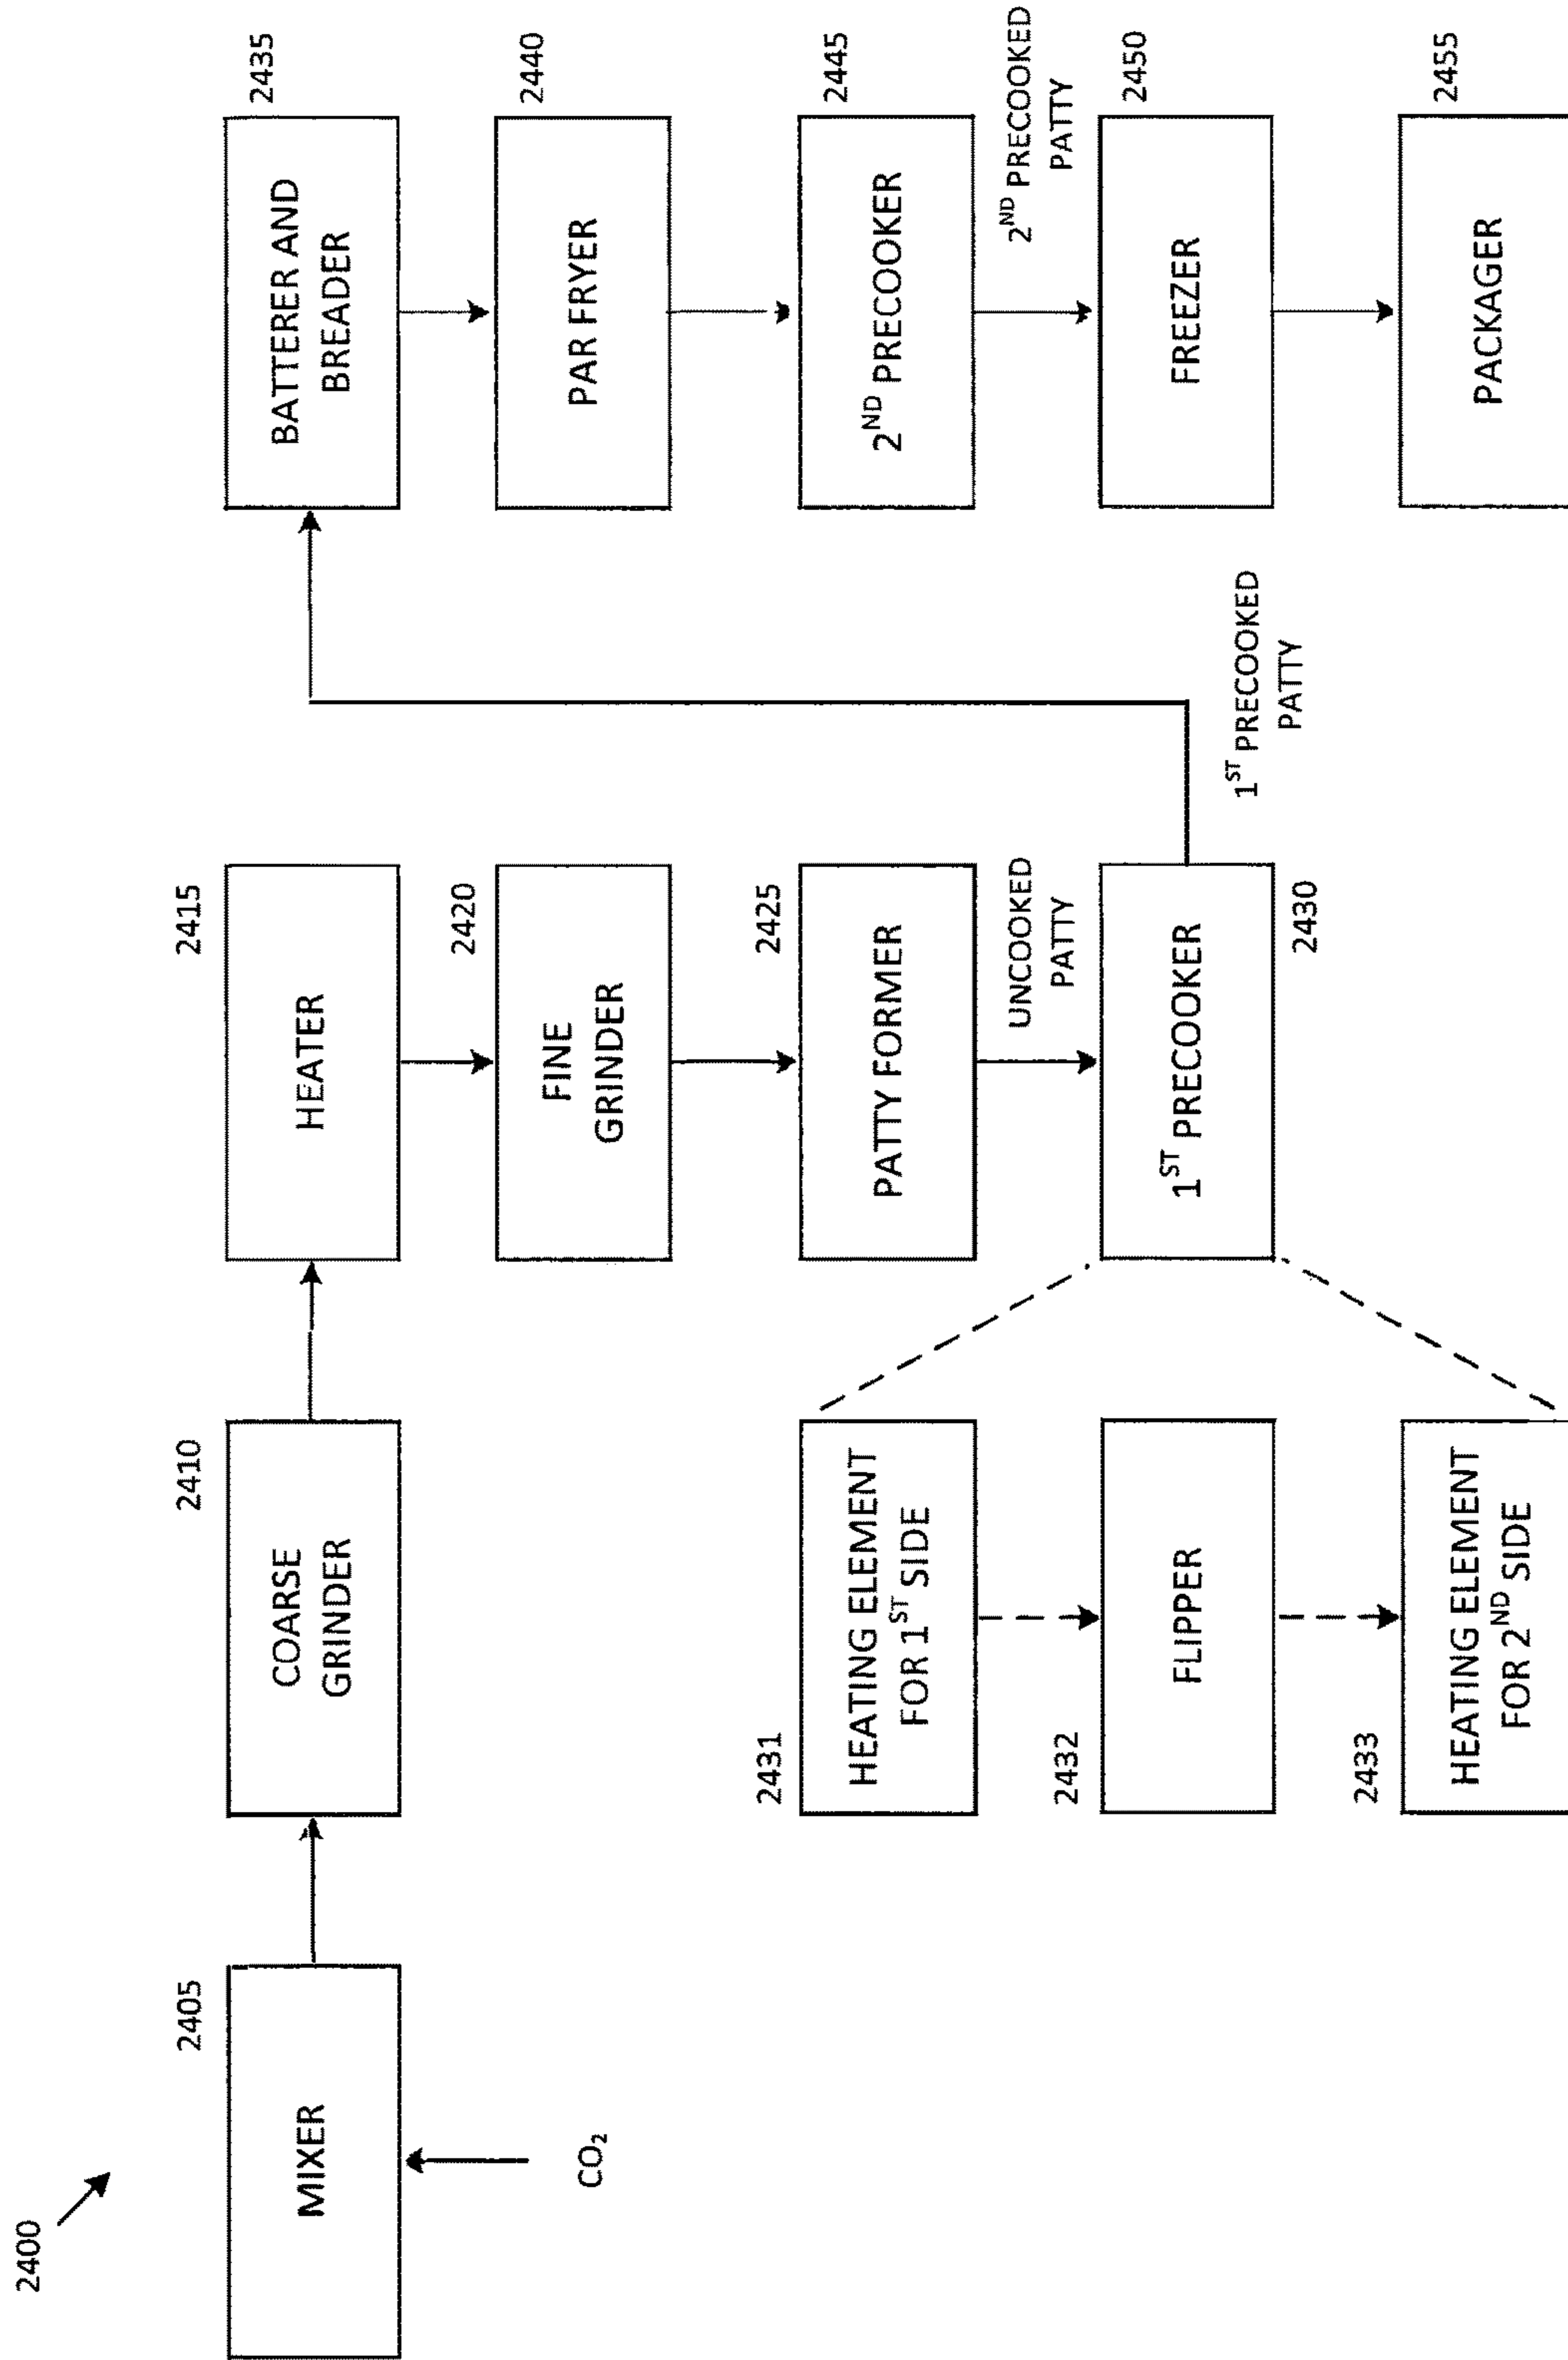 2400
2405
MIXER
CO₂
2410
COARSE
GRINDER
2415
HEATER
2420
FINE
GRINDER
2425
PATTY FORMER
UNCOOKED
PATTY
1ST PRECOOKER
2430
2431
HEATING ELEMENT
FOR 1ST SIDE
2432
FLIPPER
2433
HEATING ELEMENT
FOR 2ND SIDE
1ST PRECOOKED
PATTY
2435
BATTERER AND
BREADER
2440
PAR FRYER
2445
2ND PRECOOKER
2ND PRECOOKED
PATTY
2450
FREEZER
2455
PACKAGER